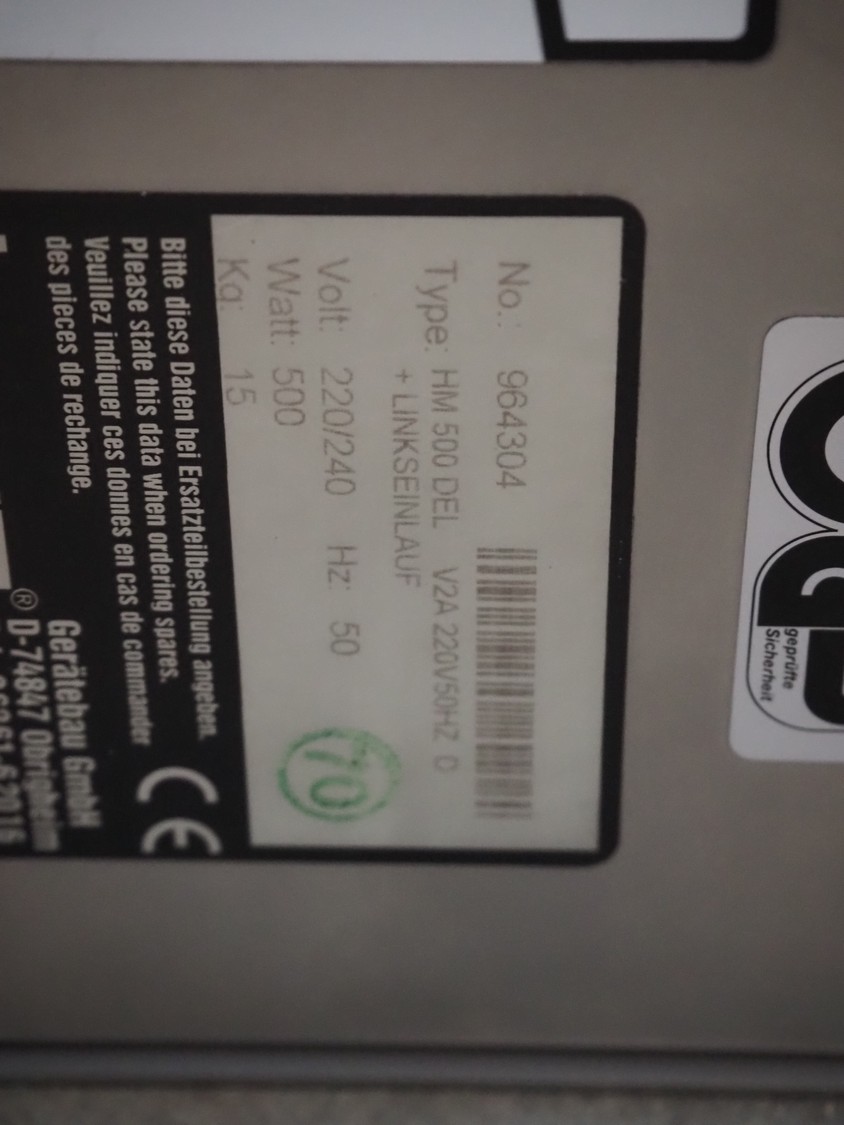 No.: 964304
Type: HM 500 DEL V2A 220V50HZ 0
+ LINKSEINLAUF
Volt: 220/240 Hz: 50
Watt: 500
Kg: 15
70
Bitte diese Daten bei Ersatzteilbestellung angeben.
Please state this data when ordering spares.
Veuillez indiquer ces donnes en cas de commander
des pieces de rechange.
CE
Gerätebau GmbH
® D-74847 Obrigheim
geprüfte
Sicherheit